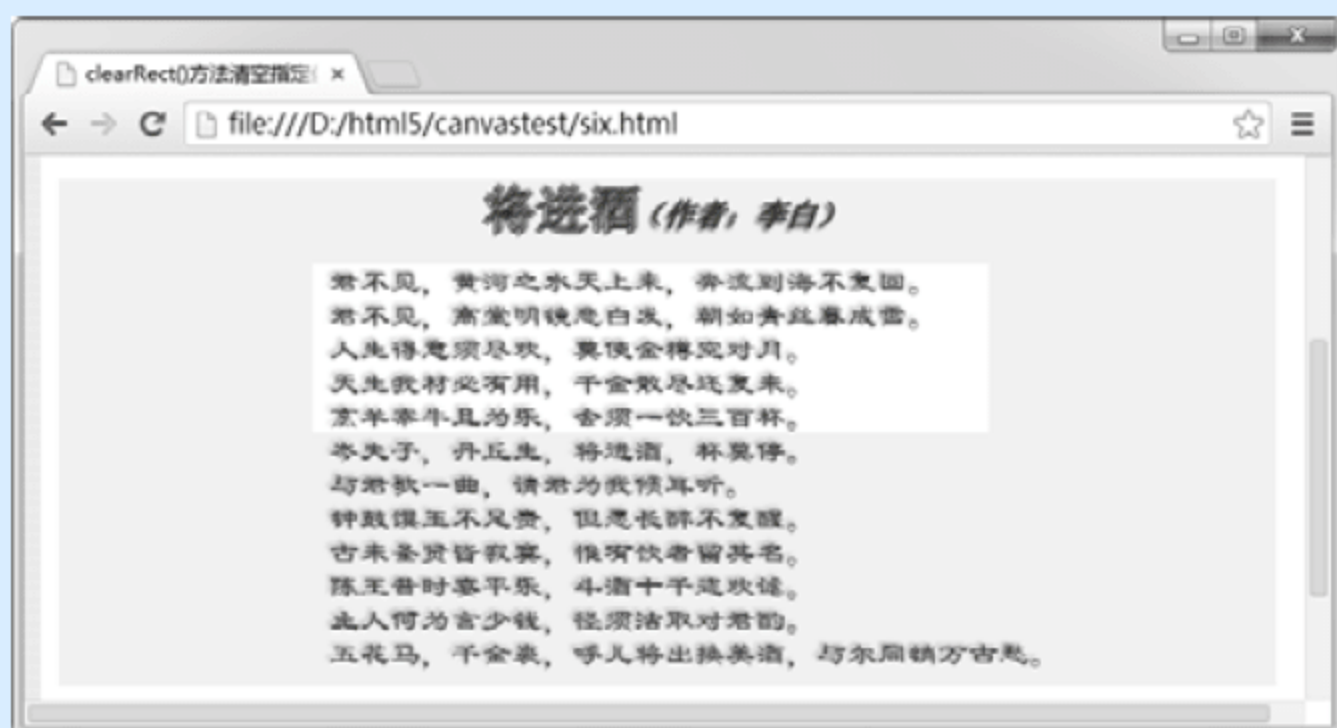 clearRect()方法清空指定
file:///D:/html5/canvastest/six.html
将进酒（作者：李白）
君不见，黄河之水天上来，奔流到海不复回。
君不见，高堂明镜悲白发，朝如青丝暮成雪。
人生得意须尽欢，莫使金樽空对月。
天生我材必有用，千金散尽还复来。
烹羊宰牛且为乐，会须一饮三百杯。
岑夫子，丹丘生，将进酒，杯莫停。
与君歌一曲，请君为我倾耳听。
钟鼓馔玉不足贵，但愿长醉不复醒。
古来圣贤皆寂寞，惟有饮者留其名。
陈王昔时宴平乐，斗酒十千恣欢谑。
主人何为言少钱，径须沽取对君酌。
五花马，千金裘，呼儿将出换美酒，与尔同销万古愁。